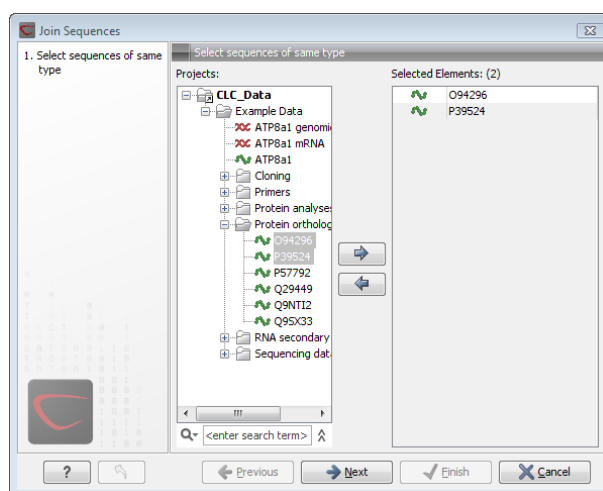 Join Sequences
1. Select sequences of same type
Select sequences of same type
Projects:
CLC_Data
Example Data
ATP8a1 genomi
ATP8a1 mRNA
ATP8a1
Cloning
Primers
Protein analyses
Protein ortholog
O94296
P39524
P57792
Q29449
Q9NTI2
Q9SX33
RNA secondary
Sequencing data
<enter search term>
Selected Elements: (2)
O94296
P39524
?
Previous
Next
Finish
Cancel